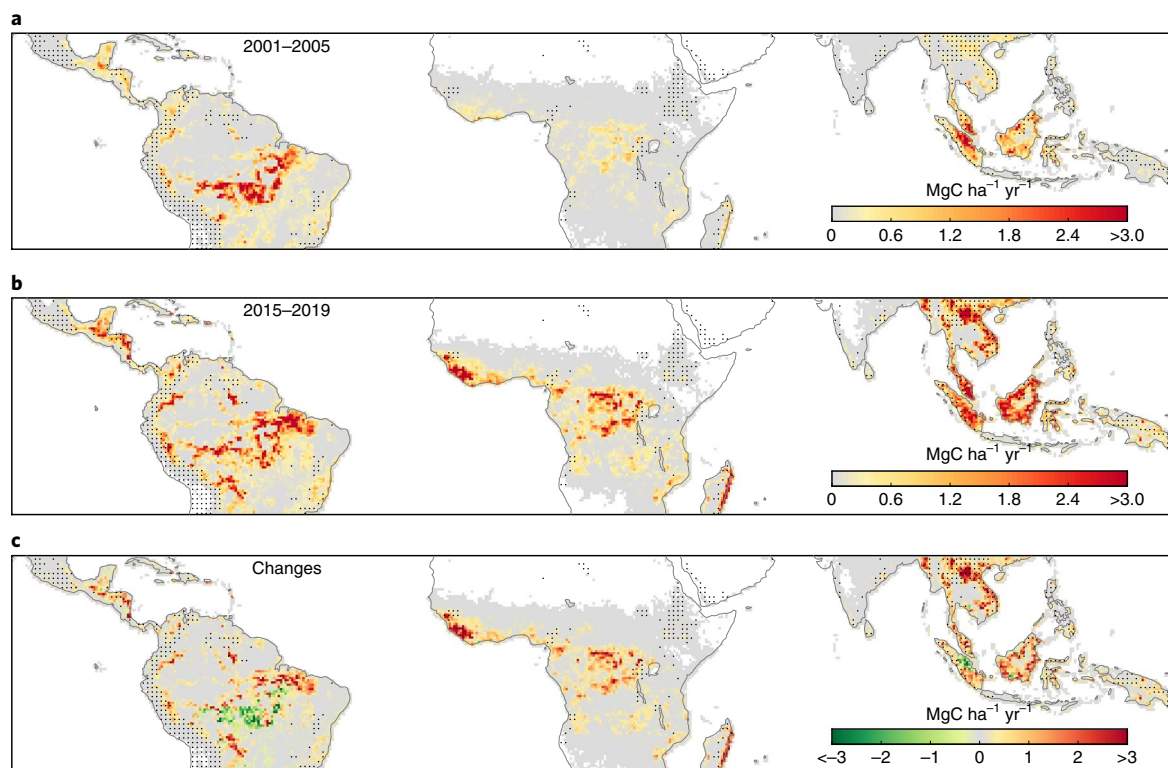 a
2001–2005
MgC ha⁻¹ yr⁻¹
0 0.6 1.2 1.8 2.4 >3.0
b
2015–2019
MgC ha⁻¹ yr⁻¹
0 0.6 1.2 1.8 2.4 >3.0
c
Changes
MgC ha⁻¹ yr⁻¹
<–3 –2 –1 0 1 2 >3